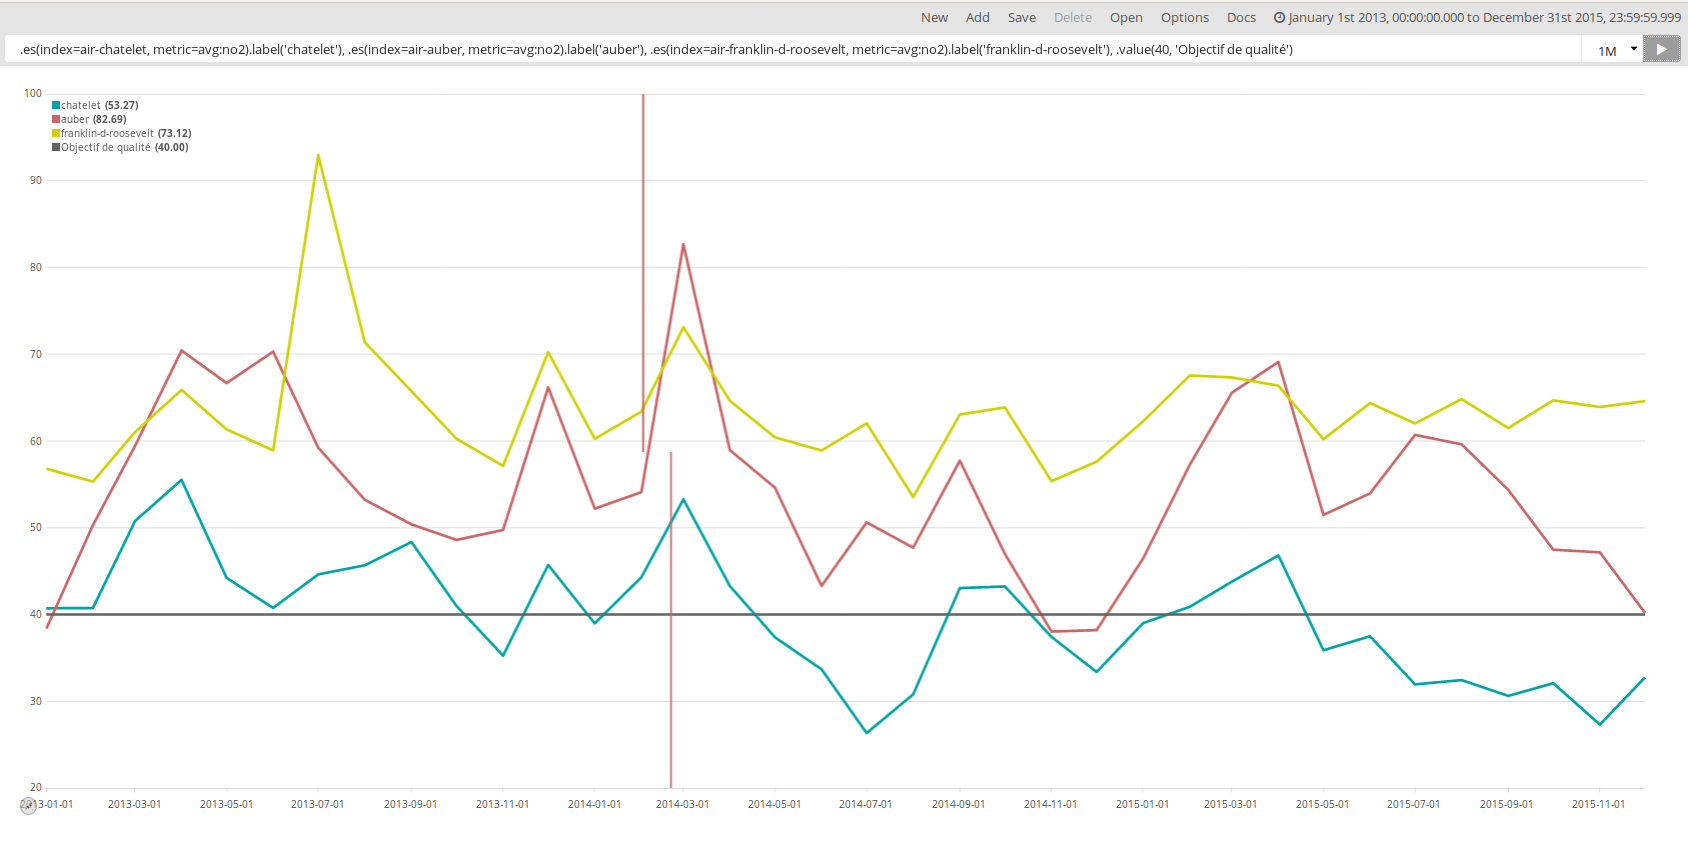 New Add Save Delete Open Options Docs January 1st 2013, 00:00:00.000 to December 31st 2015, 23:59:59.999
.es(index=air-chatelet, metric=avg:no2).label('chatelet'), .es(index=air-auber, metric=avg:no2).label('auber'), .es(index=air-franklin-d-roosevelt, metric=avg:no2).label('franklin-d-roosevelt'), .value(40, 'Objectif de qualité') 1M
100
chatelet (53.27)
auber (82.69)
franklin-d-roosevelt (73.12)
Objectif de qualité (40.00)
90
80
70
60
50
40
30
20
2013-01-01 2013-03-01 2013-05-01 2013-07-01 2013-09-01 2013-11-01 2014-01-01 2014-03-01 2014-05-01 2014-07-01 2014-09-01 2014-11-01 2015-01-01 2015-03-01 2015-05-01 2015-07-01 2015-09-01 2015-11-01